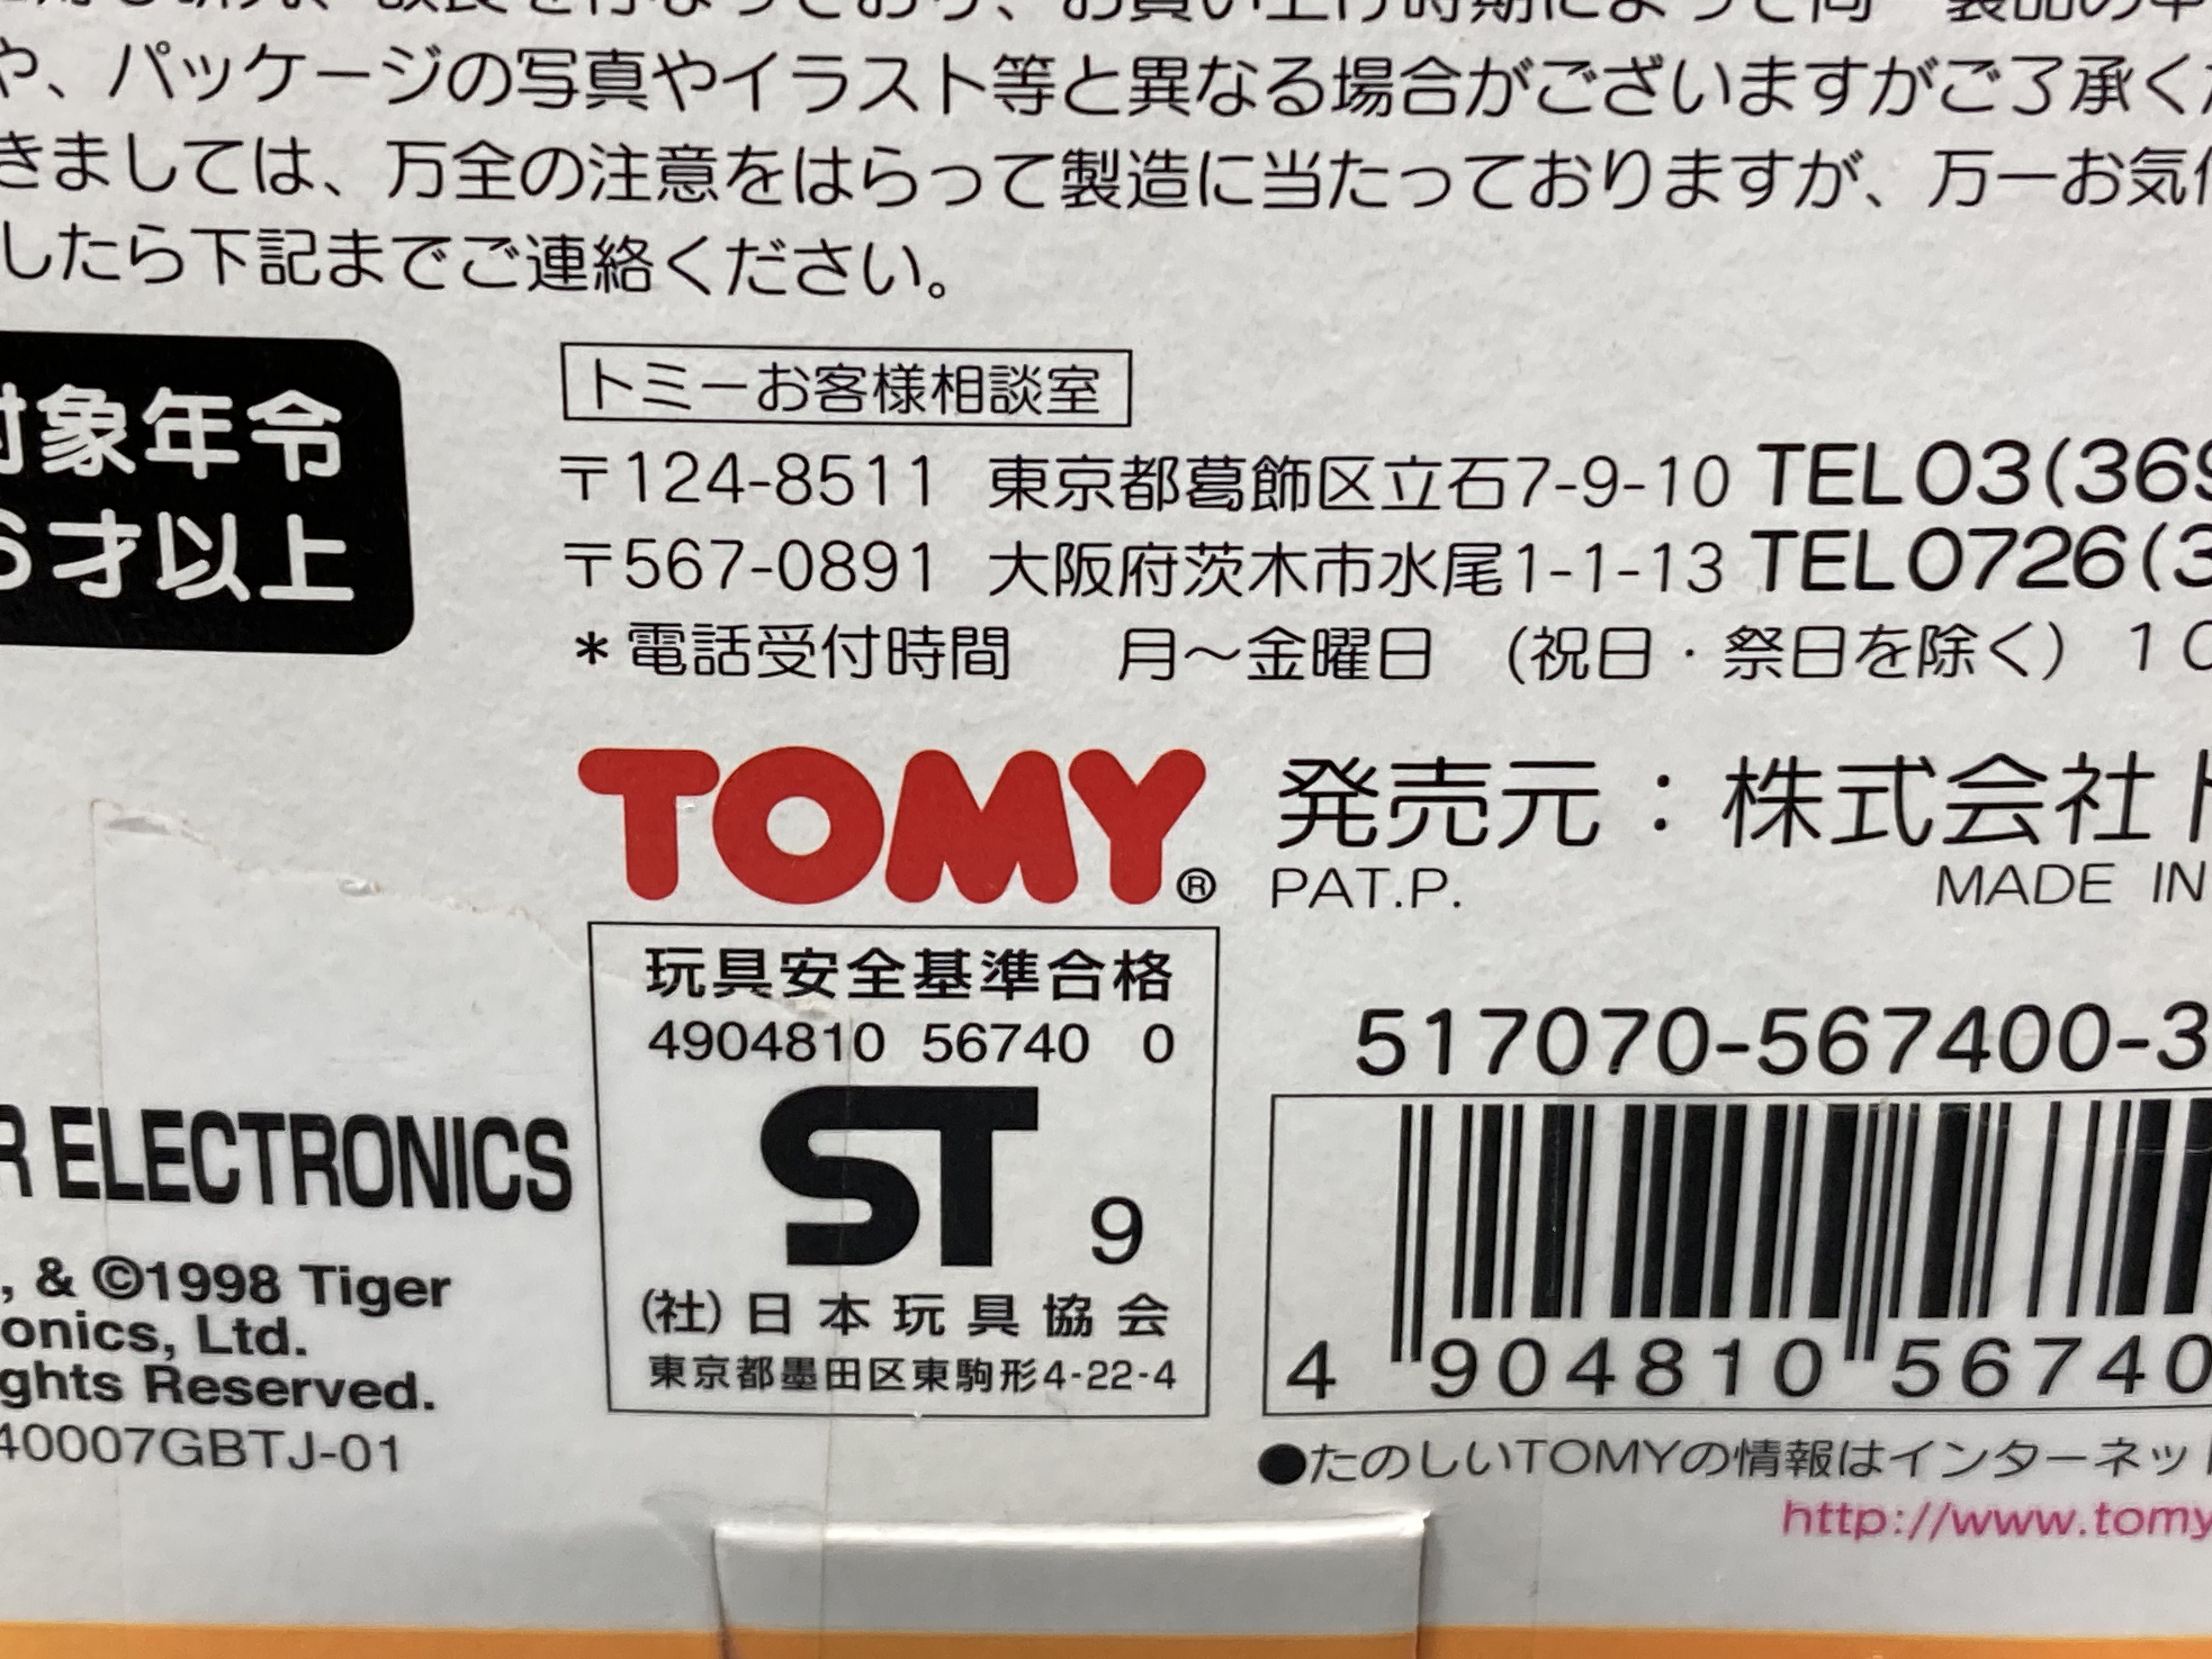 や、パッケージの写真やイラスト等と異なる場合がございますがご了承く
きましては、万全の注意をはらって製造に当たっておりますが、万一お気
したら下記までご連絡ください。
対象年令
6才以上
トミーお客様相談室
〒124-8511 東京都葛飾区立石7-9-10 TEL03(369
〒567-0891 大阪府茨木市水尾1-1-13 TEL0726(3
*電話受付時間 月〜金曜日 (祝日・祭日を除く) 10
TOMY®
発売元：株式会社ト
PAT.P. MADE IN
玩具安全基準合格
4904810 56740 0
ST 9
(社)日本玩具協会
東京都墨田区東駒形4-22-4
517070-567400-3
4 904810 56740
R ELECTRONICS
, & ©1998 Tiger
onics, Ltd.
ghts Reserved.
40007GBTJ-01
●たのしいTOMYの情報はインターネット
http://www.tomy